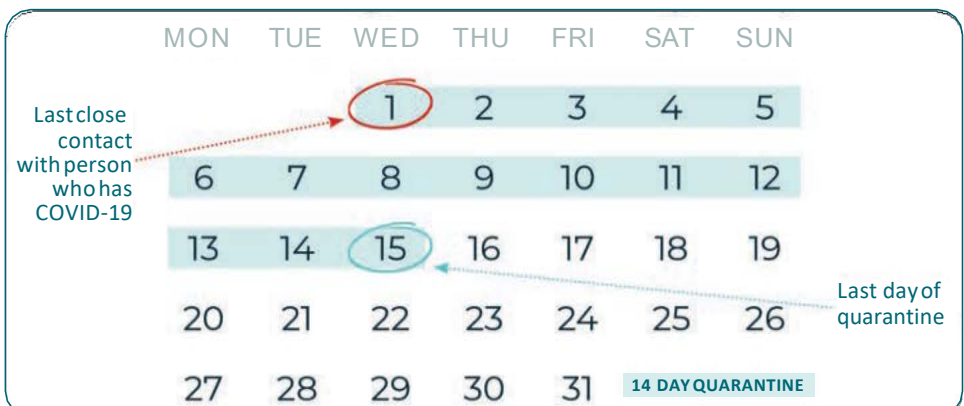 MON TUE WED THU FRI SAT SUN
1 2 3 4 5
Last close
contact
with person
who has
COVID-19
6 7 8 9 10 11 12
13 14 15 16 17 18 19
Last day of
quarantine
20 21 22 23 24 25 26
27 28 29 30 31
14 DAY QUARANTINE